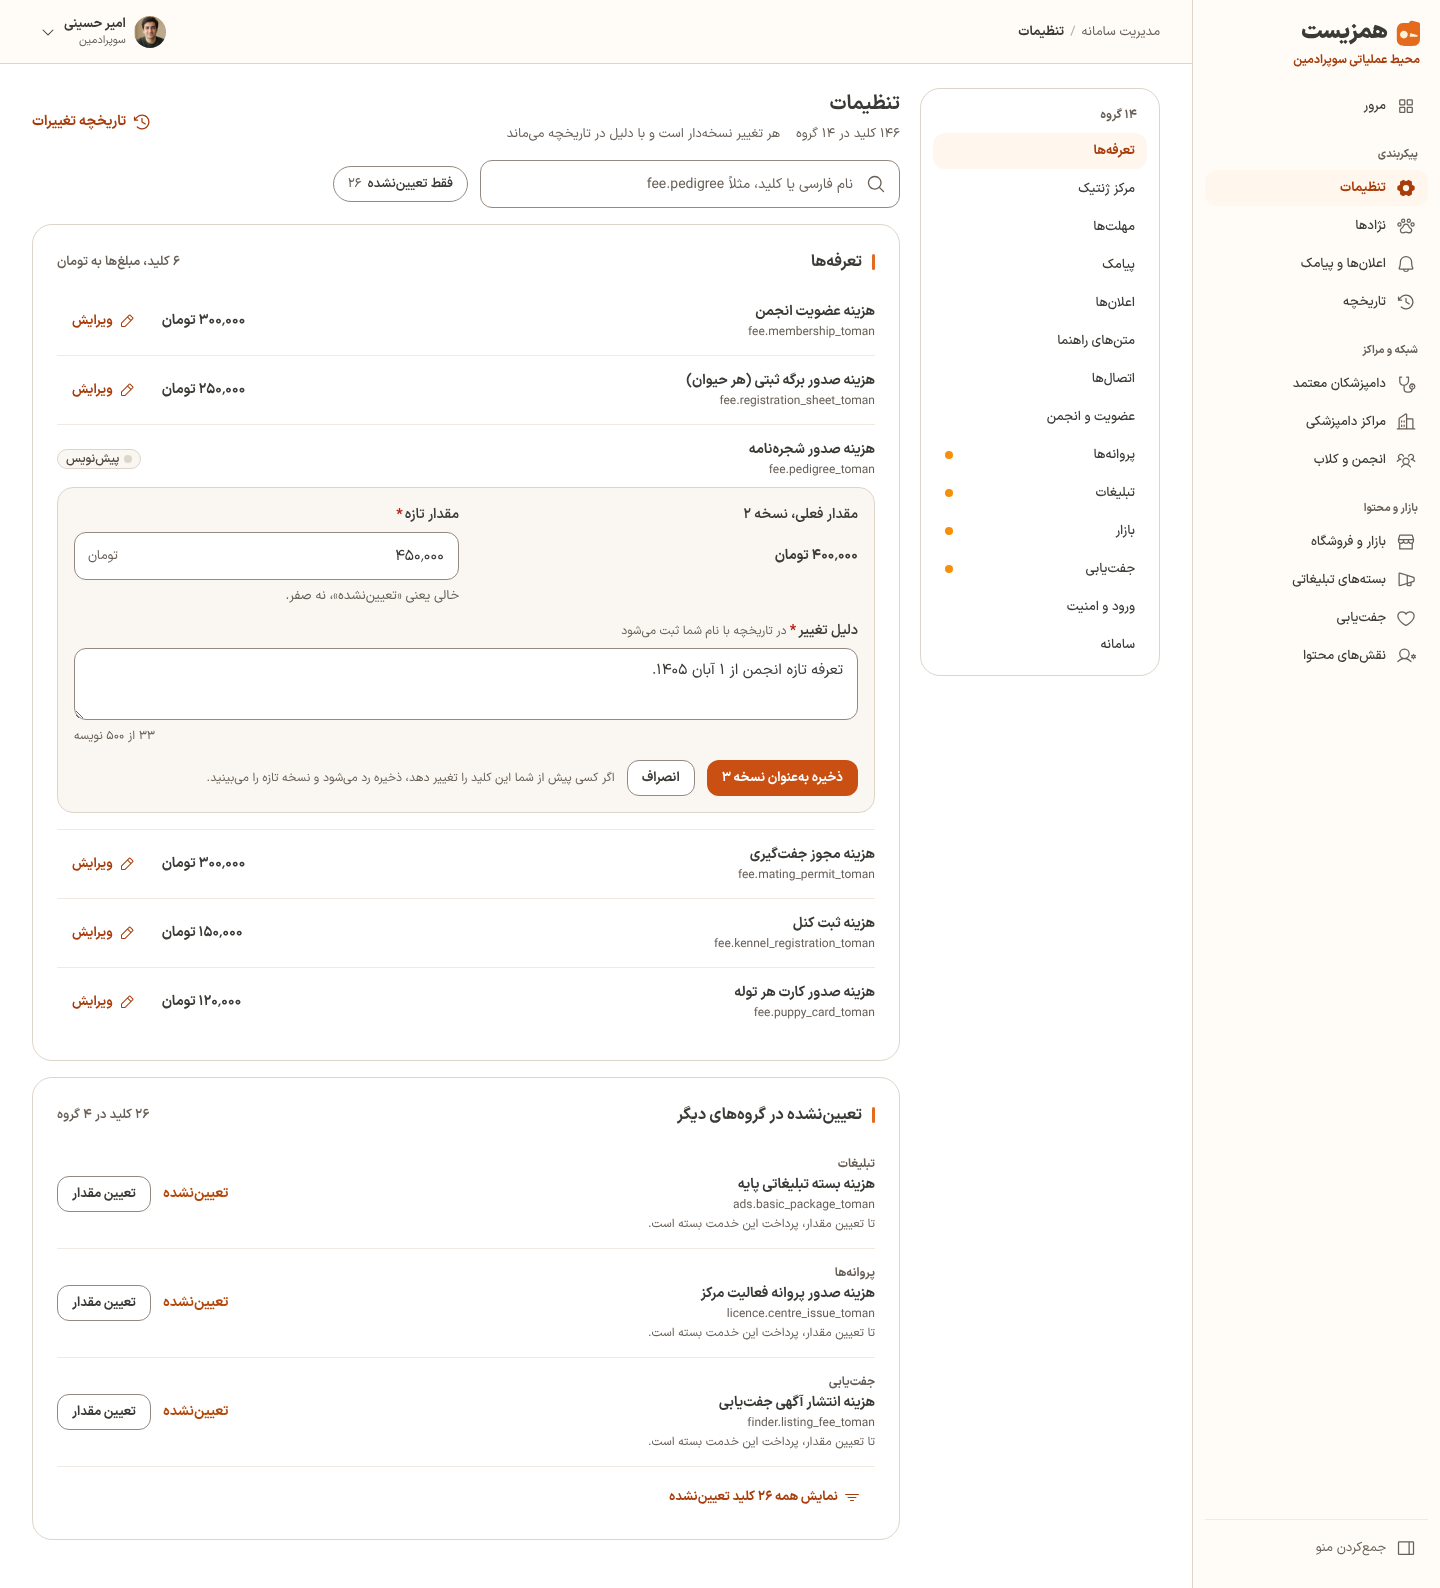 همزیست
محیط عملیاتی سوپرادمین
مرور
پیکربندی
تنظیمات
نژادها
اعلان‌ها و پیامک
تاریخچه
شبکه و مراکز
دامپزشکان معتمد
مراکز دامپزشکی
انجمن و کلاب
بازار و محتوا
بازار و فروشگاه
بسته‌های تبلیغاتی
جفت‌یابی
نقش‌های محتوا
جمع‌کردن منو
مدیریت سامانه / تنظیمات
امیر حسینی
سوپرادمین
۱۴ گروه
تعرفه‌ها
مرکز ژنتیک
مهلت‌ها
پیامک
اعلان‌ها
متن‌های راهنما
اتصال‌ها
عضویت و انجمن
پروانه‌ها
تبلیغات
بازار
جفت‌یابی
ورود و امنیت
سامانه
تنظیمات
۱۴۶ کلید در ۱۴ گروه هر تغییر نسخه‌دار است و با دلیل در تاریخچه می‌ماند
تاریخچه تغییرات
نام فارسی یا کلید، مثلاً fee.pedigree
فقط تعیین‌نشده ۲۶
تعرفه‌ها
۶ کلید، مبلغ‌ها به تومان
هزینه عضویت انجمن
fee.membership_toman
۳۰۰٬۰۰۰ تومان
ویرایش
هزینه صدور برگه ثبتی (هر حیوان)
fee.registration_sheet_toman
۲۵۰٬۰۰۰ تومان
ویرایش
هزینه صدور شجره‌نامه
fee.pedigree_toman
پیش‌نویس
مقدار فعلی، نسخه ۲
۴۰۰٬۰۰۰ تومان
مقدار تازه *
۴۵۰٬۰۰۰ تومان
خالی یعنی «تعیین‌نشده»، نه صفر.
دلیل تغییر * در تاریخچه با نام شما ثبت می‌شود
تعرفه تازه انجمن از ۱ آبان ۱۴۰۵.
۳۳ از ۵۰۰ نویسه
ذخیره به‌عنوان نسخه ۳
انصراف
اگر کسی پیش از شما این کلید را تغییر دهد، ذخیره رد می‌شود و نسخه تازه را می‌بینید.
هزینه مجوز جفت‌گیری
fee.mating_permit_toman
۳۰۰٬۰۰۰ تومان
ویرایش
هزینه ثبت کنل
fee.kennel_registration_toman
۱۵۰٬۰۰۰ تومان
ویرایش
هزینه صدور کارت هر توله
fee.puppy_card_toman
۱۲۰٬۰۰۰ تومان
ویرایش
تعیین‌نشده در گروه‌های دیگر
۲۶ کلید در ۴ گروه
تبلیغات
هزینه بسته تبلیغاتی پایه
ads.basic_package_toman
تا تعیین مقدار، پرداخت این خدمت بسته است.
تعیین‌نشده
تعیین مقدار
پروانه‌ها
هزینه صدور پروانه فعالیت مرکز
licence.centre_issue_toman
تا تعیین مقدار، پرداخت این خدمت بسته است.
تعیین‌نشده
تعیین مقدار
جفت‌یابی
هزینه انتشار آگهی جفت‌یابی
finder.listing_fee_toman
تا تعیین مقدار، پرداخت این خدمت بسته است.
تعیین‌نشده
تعیین مقدار
نمایش همه ۲۶ کلید تعیین‌نشده